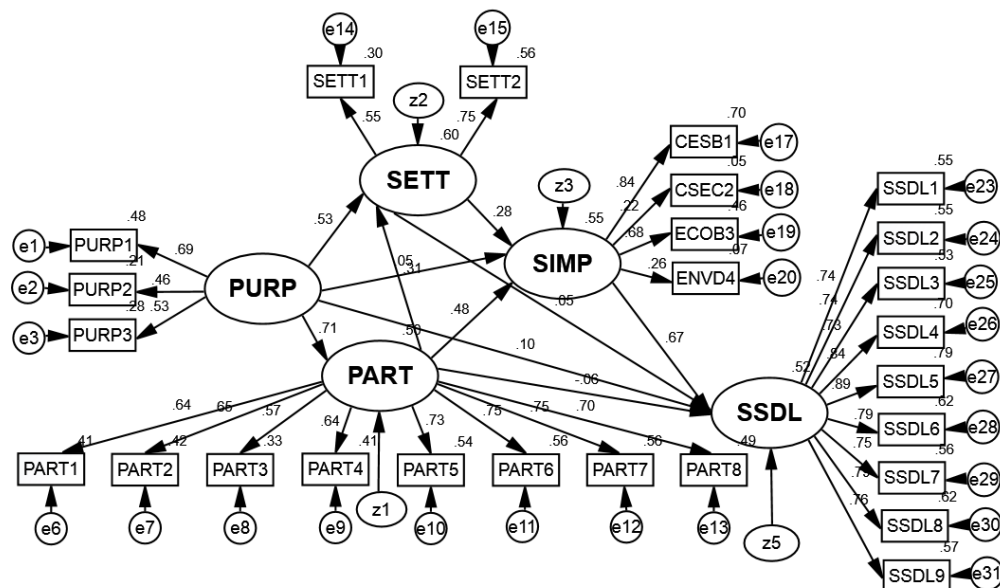 e14
e15
.30
.56
SETT1
SETT2
z2
.55
.75
.60
SETT
.70
CESB1
e17
.05
z3
.84
CSEC2
e18
.22
.46
.55
.68
ECOB3
e19
.07
.26
ENVD4
e20
SIMP
.53
.28
.48
e1
PURP1
.69
.21
e2
PURP2
.46
.28
.53
e3
PURP3
PURP
.05
.31
.05
.71
.50
.48
.10
.67
-.06
PART
.52
SSDL
.55
SSDL1
e23
.55
SSDL2
e24
.53
SSDL3
e25
.70
SSDL4
e26
.79
SSDL5
e27
.62
SSDL6
e28
.56
SSDL7
e29
.62
SSDL8
e30
.57
SSDL9
e31
.74
.74
.73
.84
.89
.79
.75
.79
.76
.64
.65
.57
.64
.73
.75
.75
.70
.41
.42
.33
.41
.54
.56
.56
.49
PART1
PART2
PART3
PART4
PART5
PART6
PART7
PART8
e6
e7
e8
e9
z1
e10
e11
e12
e13
z5